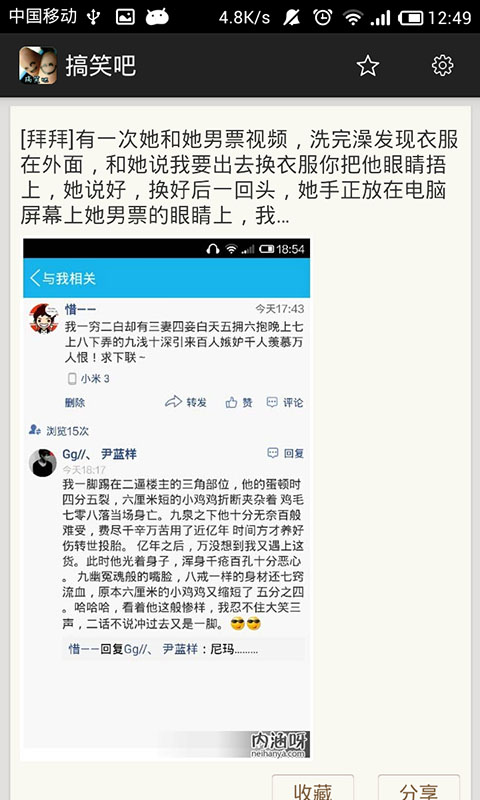 中国移动 4.8K/s 12:49
搞笑吧
[拜拜]有一次她和她男票视频，洗完澡发现衣服
在外面，和她说我要出去换衣服你把他眼睛捂
上，她说好，换好后一回头，她手正放在电脑
屏幕上她男票的眼睛上，我…
18:54
与我相关
惜一一 今天17:43
我一穷二白却有三妻四妾白天五拥六抱晚上七
上八下弄的九浅十深引来百人嫉妒千人羡慕万
人恨！求下联～
小米 3
删除 转发 赞 评论
浏览15次
Gg//、 尹蓝样 回复
今天18:17
我一脚踢在二逼楼主的三角部位，他的蛋顿时
四分五裂，六厘米短的小鸡鸡折断夹杂着 鸡毛
七零八落当场身亡。九泉之下他十分无奈百般
难受，费尽千辛万苦用了近亿年 时间方才养好
伤转世投胎。 亿年之后，万没想到我又遇上这
货。此时他光着身子，浑身千疮百孔十分恶心
。 九幽冤魂般的嘴脸，八戒一样的身材还七窍
流血，原本六厘米的小鸡鸡又缩短了 五分之四
。哈哈哈，看着他这般惨样，我忍不住大笑三
声，二话不说冲过去又是一脚。
惜一一回复Gg//、 尹蓝样：尼玛………
内涵呀
neihanya.com
收藏 分享